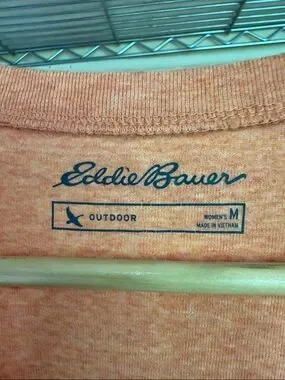 Eddie Bauer
OUTDOOR
WOMEN'S M
MADE IN VIETNAM